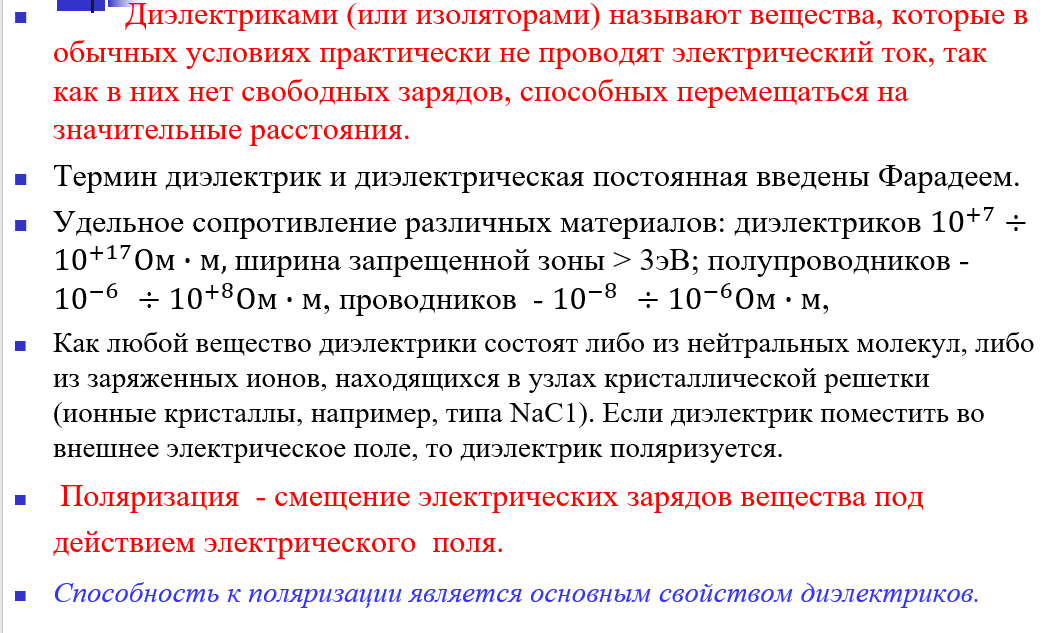 Диэлектриками (или изоляторами) называют вещества, которые в
обычных условиях практически не проводят электрический ток, так
как в них нет свободных зарядов, способных перемещаться на
значительные расстояния.
Термин диэлектрик и диэлектрическая постоянная введены Фарадеем.
Удельное сопротивление различных материалов: диэлектриков 10⁺⁷ ÷
10⁺¹⁷Ом · м, ширина запрещенной зоны > 3эВ; полупроводников -
10⁻⁶ ÷ 10⁺⁸Ом · м, проводников - 10⁻⁸ ÷ 10⁻⁶Ом · м,
Как любой вещество диэлектрики состоят либо из нейтральных молекул, либо
из заряженных ионов, находящихся в узлах кристаллической решетки
(ионные кристаллы, например, типа NaC1). Если диэлектрик поместить во
внешнее электрическое поле, то диэлектрик поляризуется.
Поляризация - смещение электрических зарядов вещества под
действием электрического поля.
Способность к поляризации является основным свойством диэлектриков.